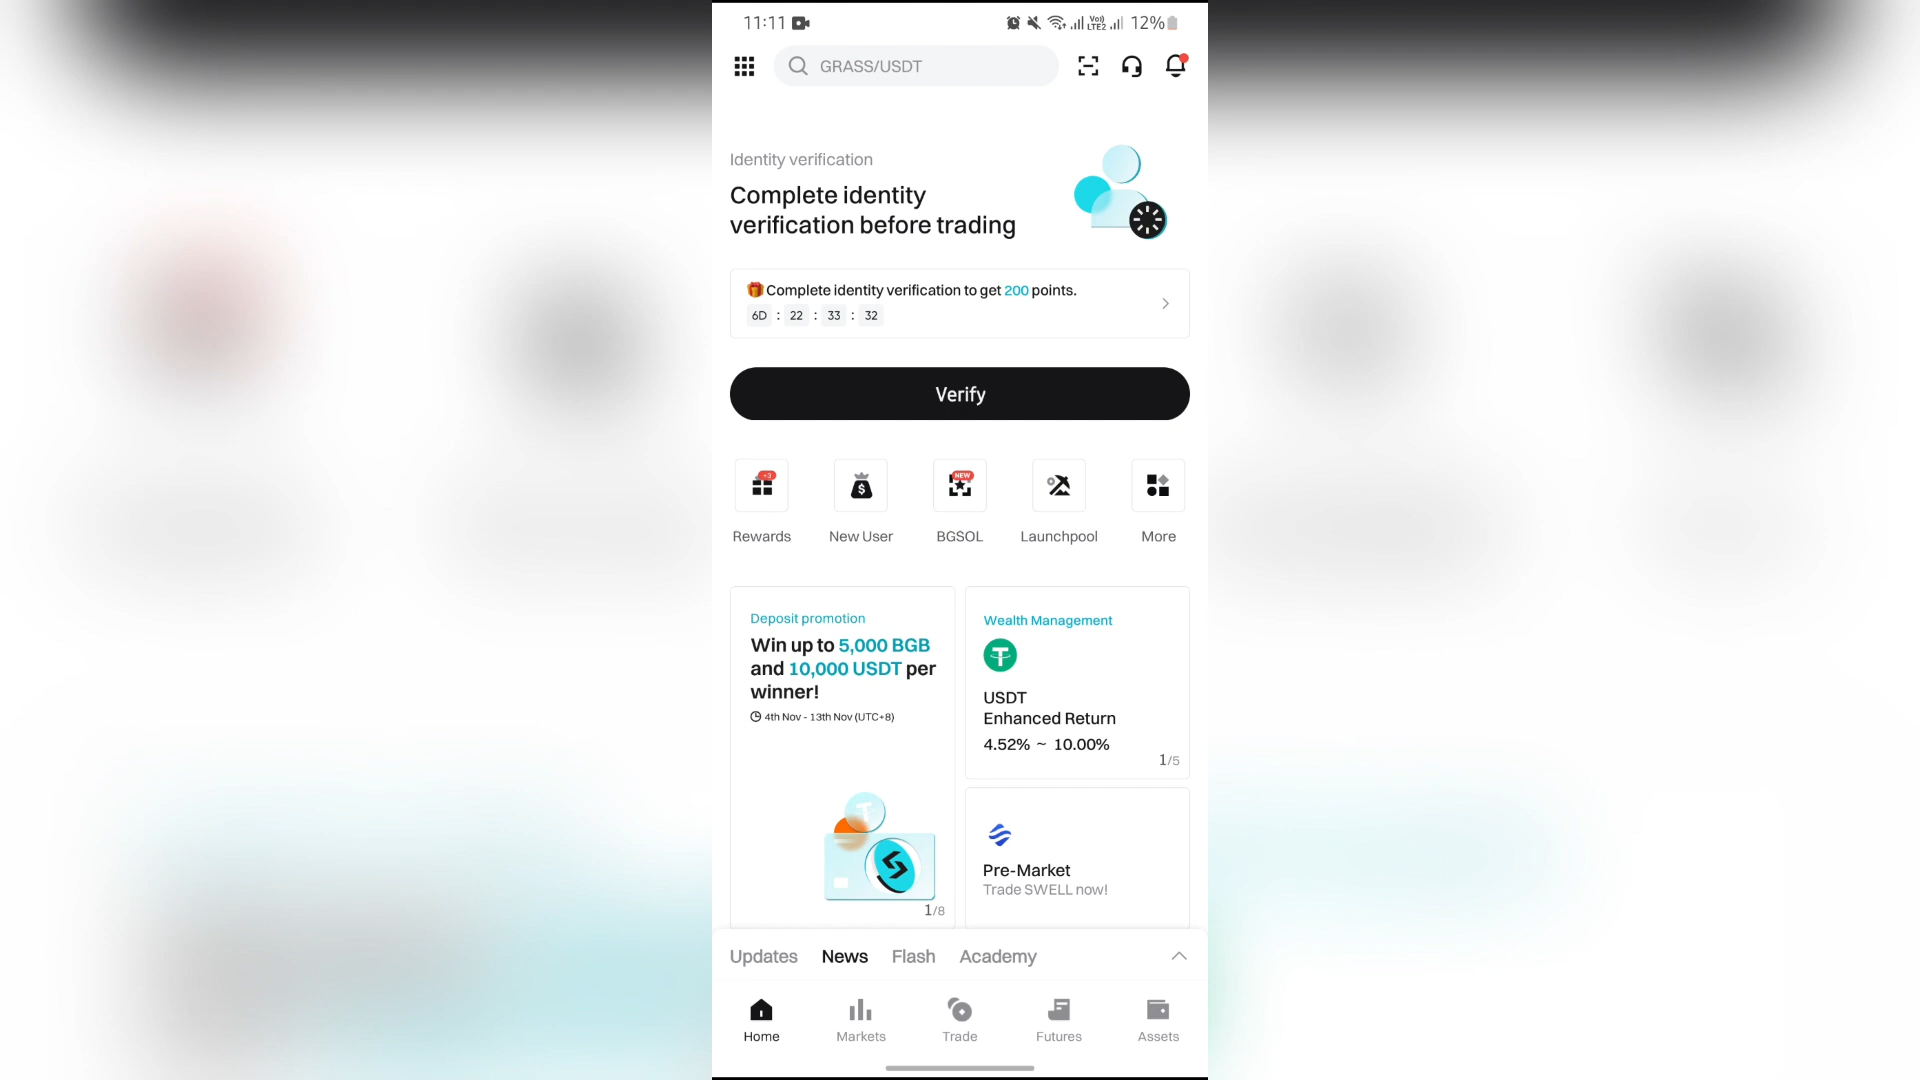 11:11
Vo)) LTE2
12%
GRASS/USDT
Identity verification
Complete identity
verification before trading
Complete identity verification to get 200 points.
6D : 22 : 33 : 32
Verify
+3
NEW
Rewards
New User
BGSOL
Launchpool
More
Deposit promotion
Win up to 5,000 BGB
and 10,000 USDT per
winner!
4th Nov - 13th Nov (UTC+8)
1/8
Wealth Management
USDT
Enhanced Return
4.52% ~ 10.00%
1/5
Pre-Market
Trade SWELL now!
Updates
News
Flash
Academy
Home
Markets
Trade
Futures
Assets